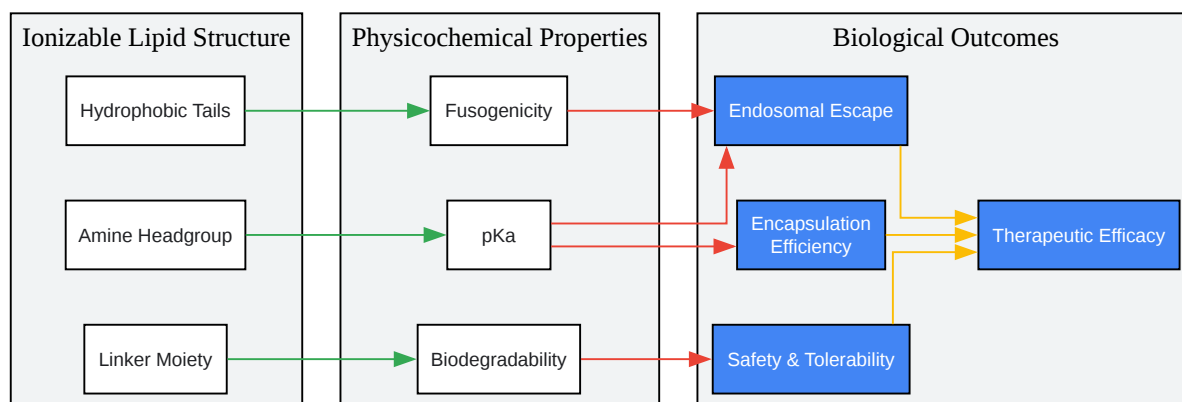 Ionizable Lipid Structure
Physicochemical Properties
Biological Outcomes
Hydrophobic Tails
Fusogenicity
Endosomal Escape
Amine Headgroup
pKa
Encapsulation
Efficiency
Therapeutic Efficacy
Linker Moiety
Biodegradability
Safety & Tolerability